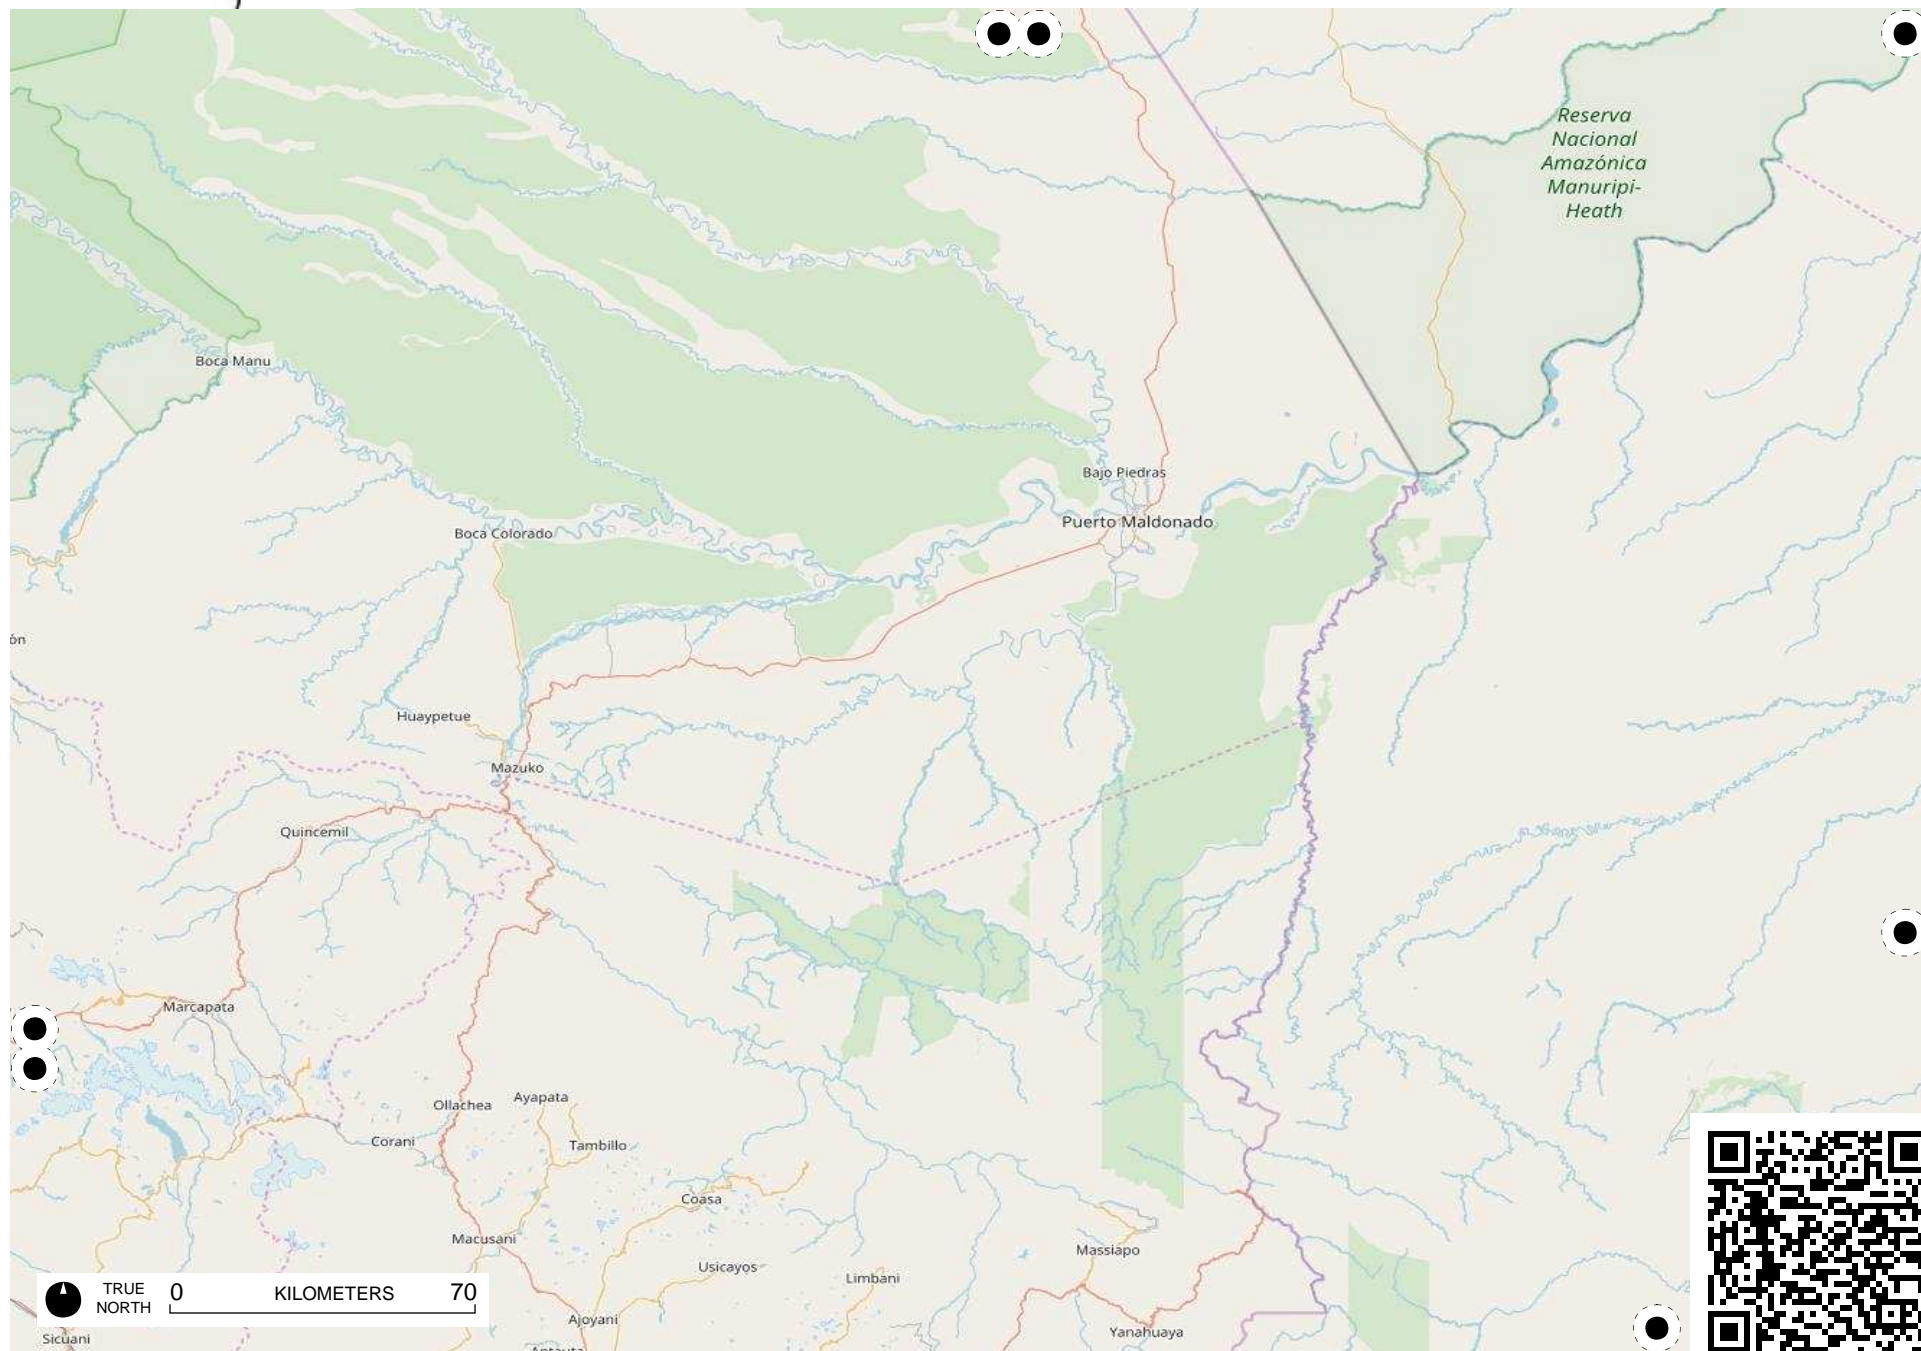 Reserva
Nacional
Amazónica
Manuripi-
Heath
Boca Manu
Bajo Piedras
Puerto Maldonado
Boca Colorado
ón
Huaypetue
Mazuko
Quincemil
Marcapata
Ollachea
Ayapata
Corani
Tambillo
Coasa
Macusani
Massiapo
Usicayos
Limbani
TRUE
NORTH
0 KILOMETERS 70
Ajoyani
Yanahuaya
Sicuani